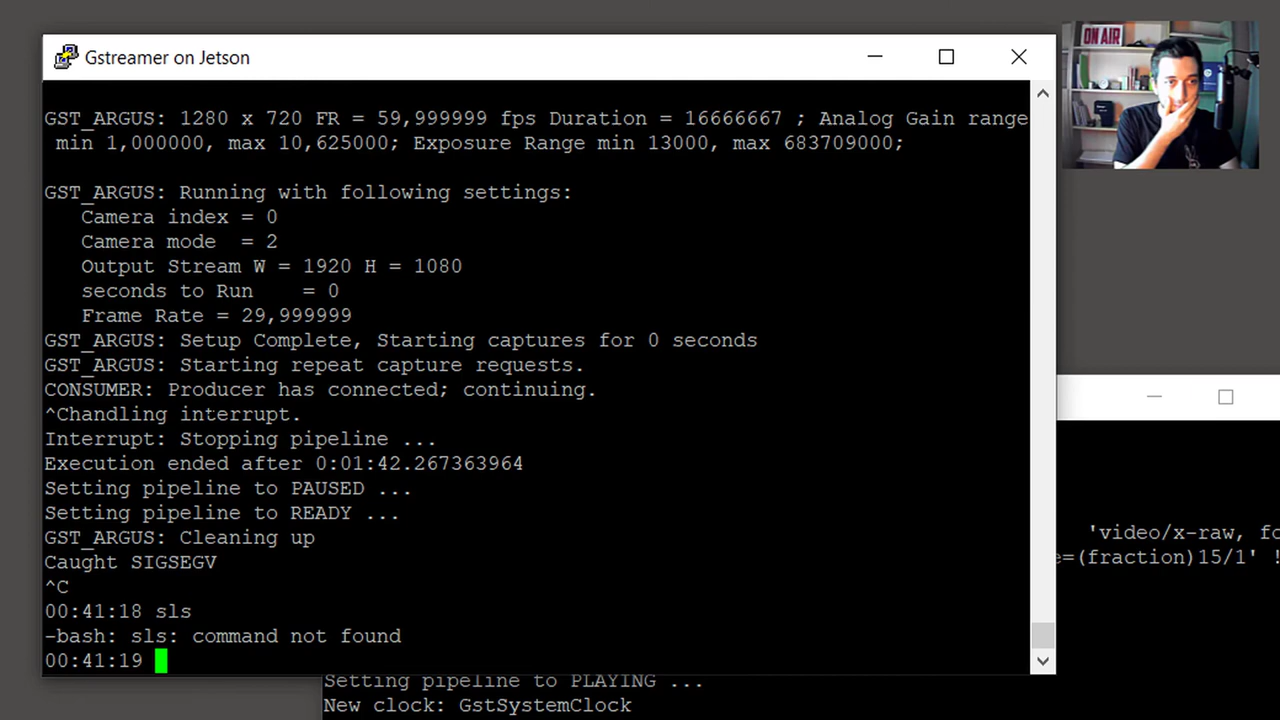 Gstreamer on Jetson
GST_ARGUS: 1280 x 720 FR = 59,999999 fps Duration = 16666667 ; Analog Gain range
min 1,000000, max 10,625000; Exposure Range min 13000, max 683709000;
GST_ARGUS: Running with following settings:
Camera index = 0
Camera mode = 2
Output Stream W = 1920 H = 1080
seconds to Run = 0
Frame Rate = 29,999999
GST_ARGUS: Setup Complete, Starting captures for 0 seconds
GST_ARGUS: Starting repeat capture requests.
CONSUMER: Producer has connected; continuing.
^Chandling interrupt.
Interrupt: Stopping pipeline ...
Execution ended after 0:01:42.267363964
Setting pipeline to PAUSED ...
Setting pipeline to READY ...
GST_ARGUS: Cleaning up
Caught SIGSEGV
^C
00:41:18 sls
-bash: sls: command not found
00:41:19
ON AIR
'video/x-raw, fo
e=(fraction)15/1' !
Setting pipeline to PLAYING ...
New clock: GstSystemClock